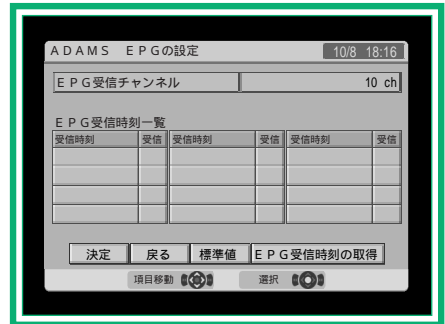 ＡＤＡＭＳ　ＥＰＧの設定 10/8 18:16
ＥＰＧ受信チャンネル 10 ch
ＥＰＧ受信時刻一覧
受信時刻 受信 受信時刻 受信 受信時刻 受信
決定 戻る 標準値 ＥＰＧ受信時刻の取得
項目移動 選択